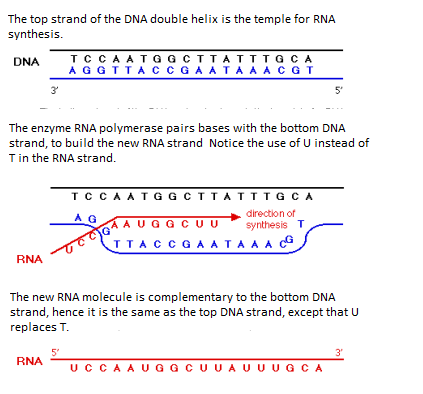 The top strand of the DNA double helix is the temple for RNA
synthesis.
DNA
T C C A A T G G C T T A T T T G C A
A G G T T A C C G A A T A A A C G T
3' 5'
The enzyme RNA polymerase pairs bases with the bottom DNA
strand, to build the new RNA strand Notice the use of U instead of
T in the RNA strand.
T C C A A T G G C T T A T T T G C A
direction of
synthesis
A G G T T A C C G A A T A A A C G T
U C C A A U G G C U U
RNA
The new RNA molecule is complementary to the bottom DNA
strand, hence it is the same as the top DNA strand, except that U
replaces T.
5' 3'
RNA
U C C A A U G G C U U A U U U G C A